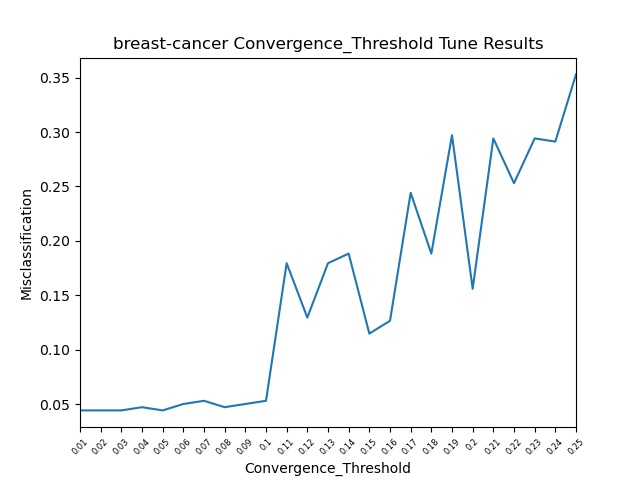 breast-cancer Convergence_Threshold Tune Results
0.35
0.30
0.25
0.20
0.15
0.10
0.05
Misclassification
0.01 0.02 0.03 0.04 0.05 0.06 0.07 0.08 0.09 0.1 0.11 0.12 0.13 0.14 0.15 0.16 0.17 0.18 0.19 0.2 0.21 0.22 0.23 0.24 0.25
Convergence_Threshold